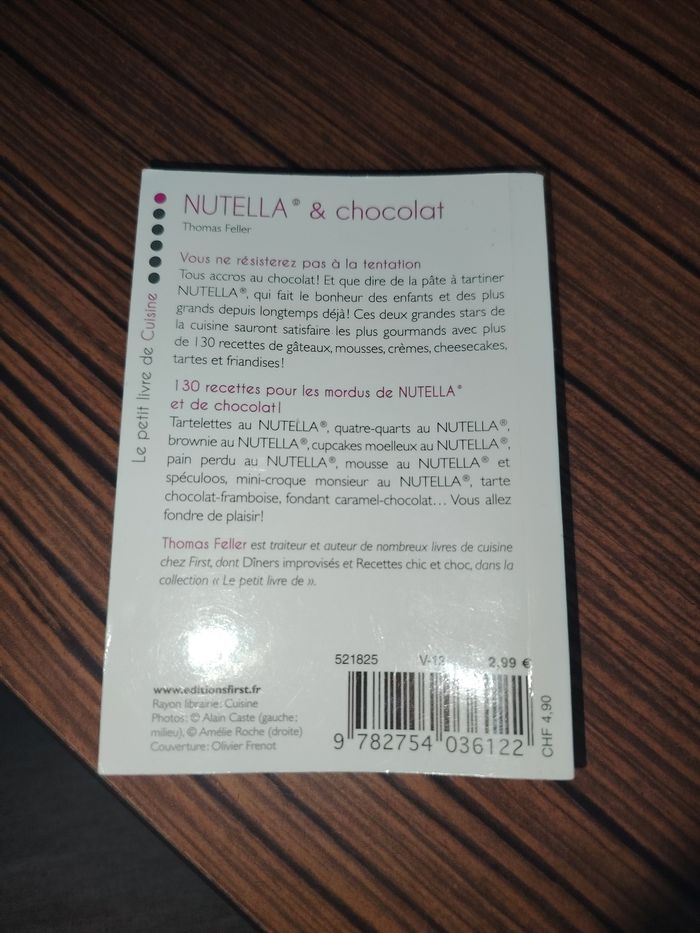 NUTELLA® & chocolat
Thomas Feller
Vous ne résisterez pas à la tentation
Tous accros au chocolat! Et que dire de la pâte à tartiner
NUTELLA®, qui fait le bonheur des enfants et des plus
grands depuis longtemps déjà! Ces deux grandes stars de
la cuisine sauront satisfaire les plus gourmands avec plus
de 130 recettes de gâteaux, mousses, crèmes, cheesecakes,
tartes et friandises!
130 recettes pour les mordus de NUTELLA®
et de chocolat!
Tartelettes au NUTELLA®, quatre-quarts au NUTELLA®,
brownie au NUTELLA®, cupcakes moelleux au NUTELLA®,
pain perdu au NUTELLA®, mousse au NUTELLA® et
spéculoos, mini-croque monsieur au NUTELLA®, tarte
chocolat-framboise, fondant caramel-chocolat... Vous allez
fondre de plaisir!
Thomas Feller est traiteur et auteur de nombreux livres de cuisine
chez First, dont Dîners improvisés et Recettes chic et choc, dans la
collection « Le petit livre de ».
Le petit livre de Cuisine
521825 2,99 €
www.editionsfirst.fr
Rayon librairie: Cuisine
Photos: © Alain Caste (gauche;
milieu), © Amélie Roche (droite)
Couverture: Olivier Frenot
9 782754 036122
CHF 4,90